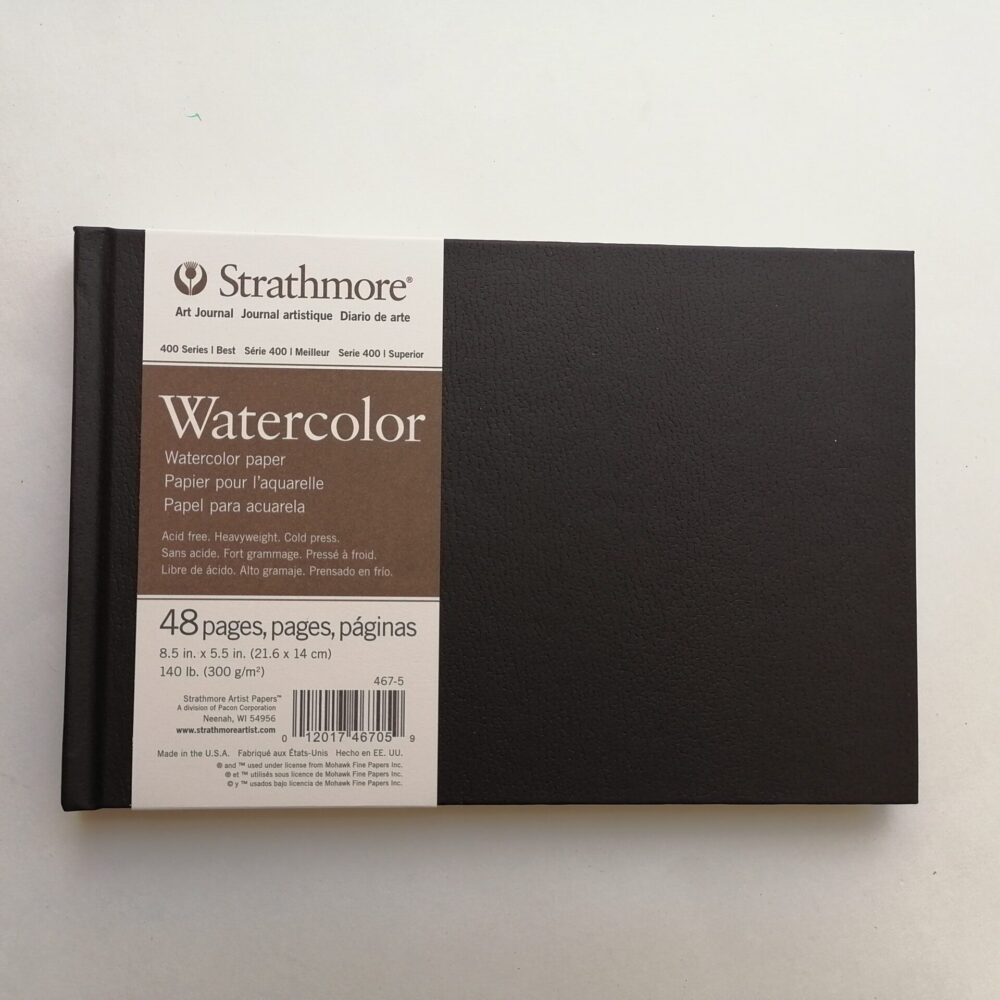 Strathmore®
Art Journal Journal artistique Diario de arte
400 Series | Best Série 400 | Meilleur Serie 400 | Superior
Watercolor
Watercolor paper
Papier pour l'aquarelle
Papel para acuarela
Acid free. Heavyweight. Cold press.
Sans acide. Fort grammage. Pressé à froid.
Libre de ácido. Alto gramaje. Prensado en frío.
48 pages, pages, páginas
8.5 in. x 5.5 in. (21.6 x 14 cm)
140 lb. (300 g/m²)
467-5
Strathmore Artist Papers™
A division of Pacon Corporation
Neenah, WI 54956
www.strathmoreartist.com
0 12017 46705 9
Made in the U.S.A. Fabriqué aux États-Unis Hecho en EE. UU.
® and ™ used under license from Mohawk Fine Papers Inc.
® et ™ utilisés sous licence de Mohawk Fine Papers Inc.
© y ™ usados bajo licencia de Mohawk Fine Papers Inc.